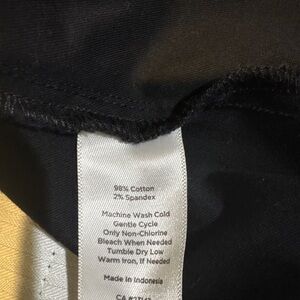 98% Cotton
2% Spandex
Machine Wash Cold
Gentle Cycle
Only Non-Chlorine
Bleach When Needed
Tumble Dry Low
Warm Iron, If Needed
Made in Indonesia
CA